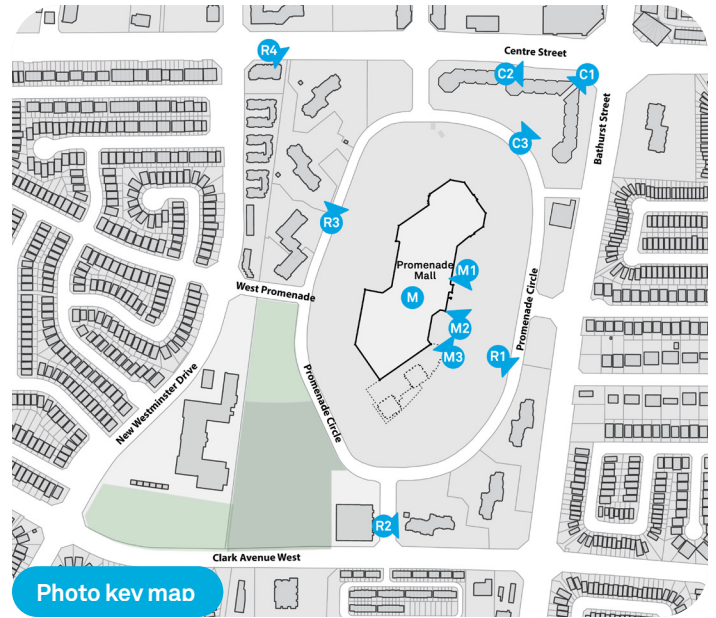 R4
Centre Street
C2
C1
Bathurst Street
C3
R3
Promenade
Mall
M1
M
West Promenade
M2
Promenade Circle
M3
R1
New Westminster Drive
Promenade Circle
R2
Clark Avenue West
Photo key map